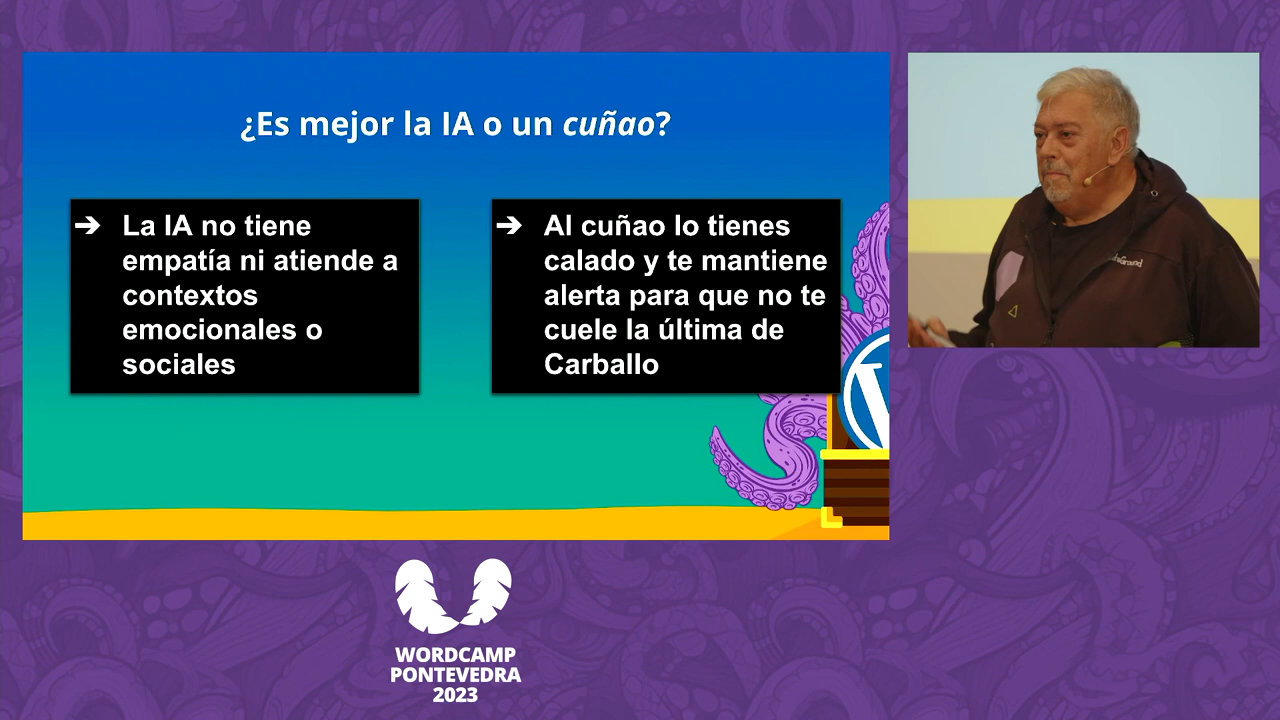 ¿Es mejor la IA o un cuñao?
➔ La IA no tiene
empatía ni atiende a
contextos
emocionales o
sociales
➔ Al cuñao lo tienes
calado y te mantiene
alerta para que no te
cuele la última de
Carballo
WORDCAMP
PONTEVEDRA
2023